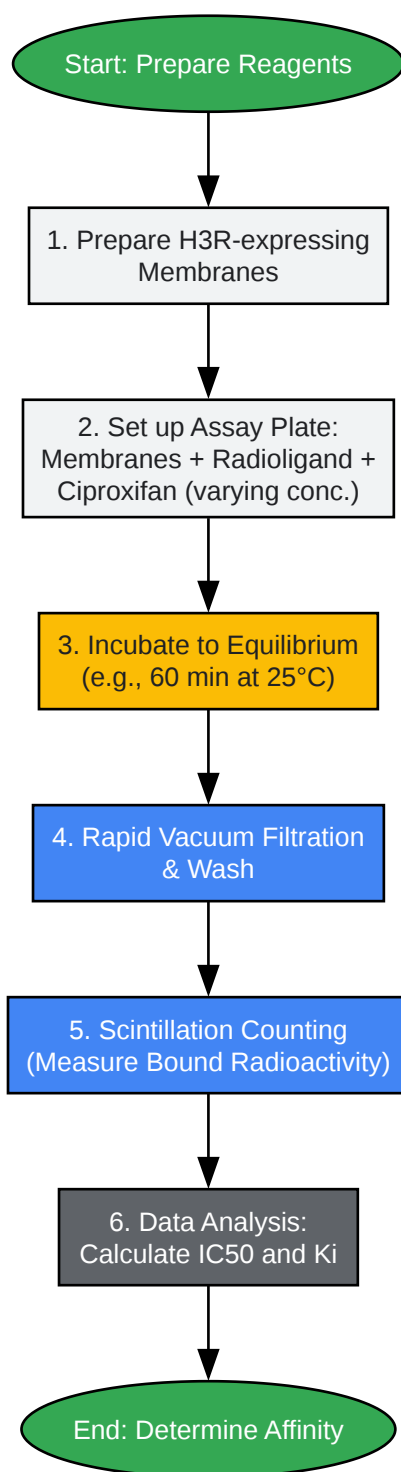 Start: Prepare Reagents
1. Prepare H3R-expressing
Membranes
2. Set up Assay Plate:
Membranes + Radioligand +
Ciproxifan (varying conc.)
3. Incubate to Equilibrium
(e.g., 60 min at 25°C)
4. Rapid Vacuum Filtration
& Wash
5. Scintillation Counting
(Measure Bound Radioactivity)
6. Data Analysis:
Calculate IC50 and Ki
End: Determine Affinity